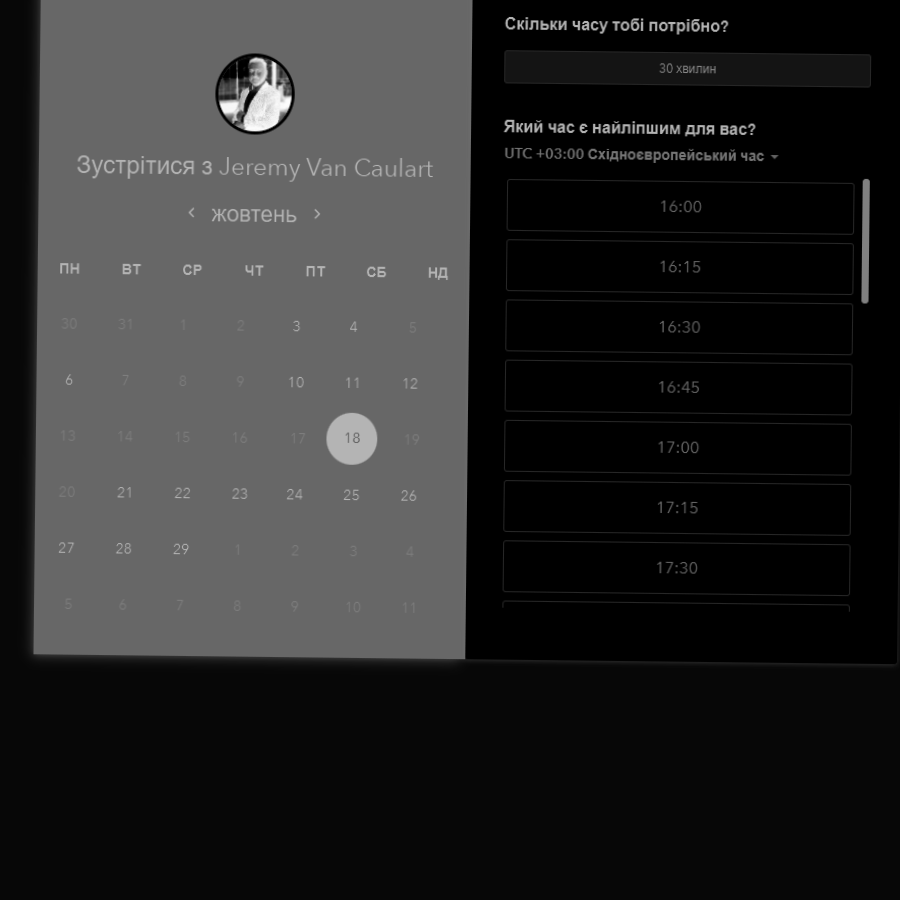 Зустрітися з Jeremy Van Caulart
жовтень
ПН ВТ СР ЧТ ПТ СБ НД
30 31 1 2 3 4 5
6 7 8 9 10 11 12
13 14 15 16 17 18 19
20 21 22 23 24 25 26
27 28 29 1 2 3 4
5 6 7 8 9 10 11
Скільки часу тобі потрібно?
30 хвилин
Який час є найліпшим для вас?
UTC +03:00 Східноєвропейський час
16:00
16:15
16:30
16:45
17:00
17:15
17:30